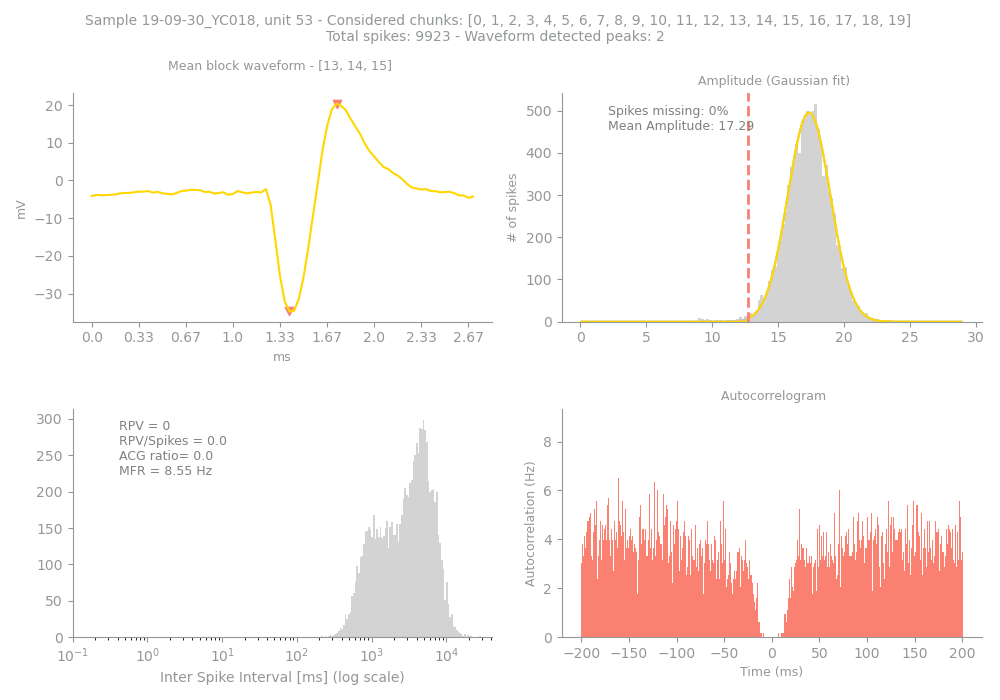 Sample 19-09-30_YC018, unit 53 - Considered chunks: [0, 1, 2, 3, 4, 5, 6, 7, 8, 9, 10, 11, 12, 13, 14, 15, 16, 17, 18, 19]
Total spikes: 9923 - Waveform detected peaks: 2
Mean block waveform - [13, 14, 15]
20
10
0
−10
−20
−30
mV
0.0 0.33 0.67 1.0 1.33 1.67 2.0 2.33 2.67
ms
Amplitude (Gaussian fit)
Spikes missing: 0%
Mean Amplitude: 17.29
500
400
300
200
100
0
# of spikes
0 5 10 15 20 25 30
RPV = 0
RPV/Spikes = 0.0
ACG ratio= 0.0
MFR = 8.55 Hz
300
250
200
150
100
50
0
10⁻¹ 10⁰ 10¹ 10² 10³ 10⁴
Inter Spike Interval [ms] (log scale)
Autocorrelogram
8
6
4
2
0
Autocorrelation (Hz)
−200 −150 −100 −50 0 50 100 150 200
Time (ms)